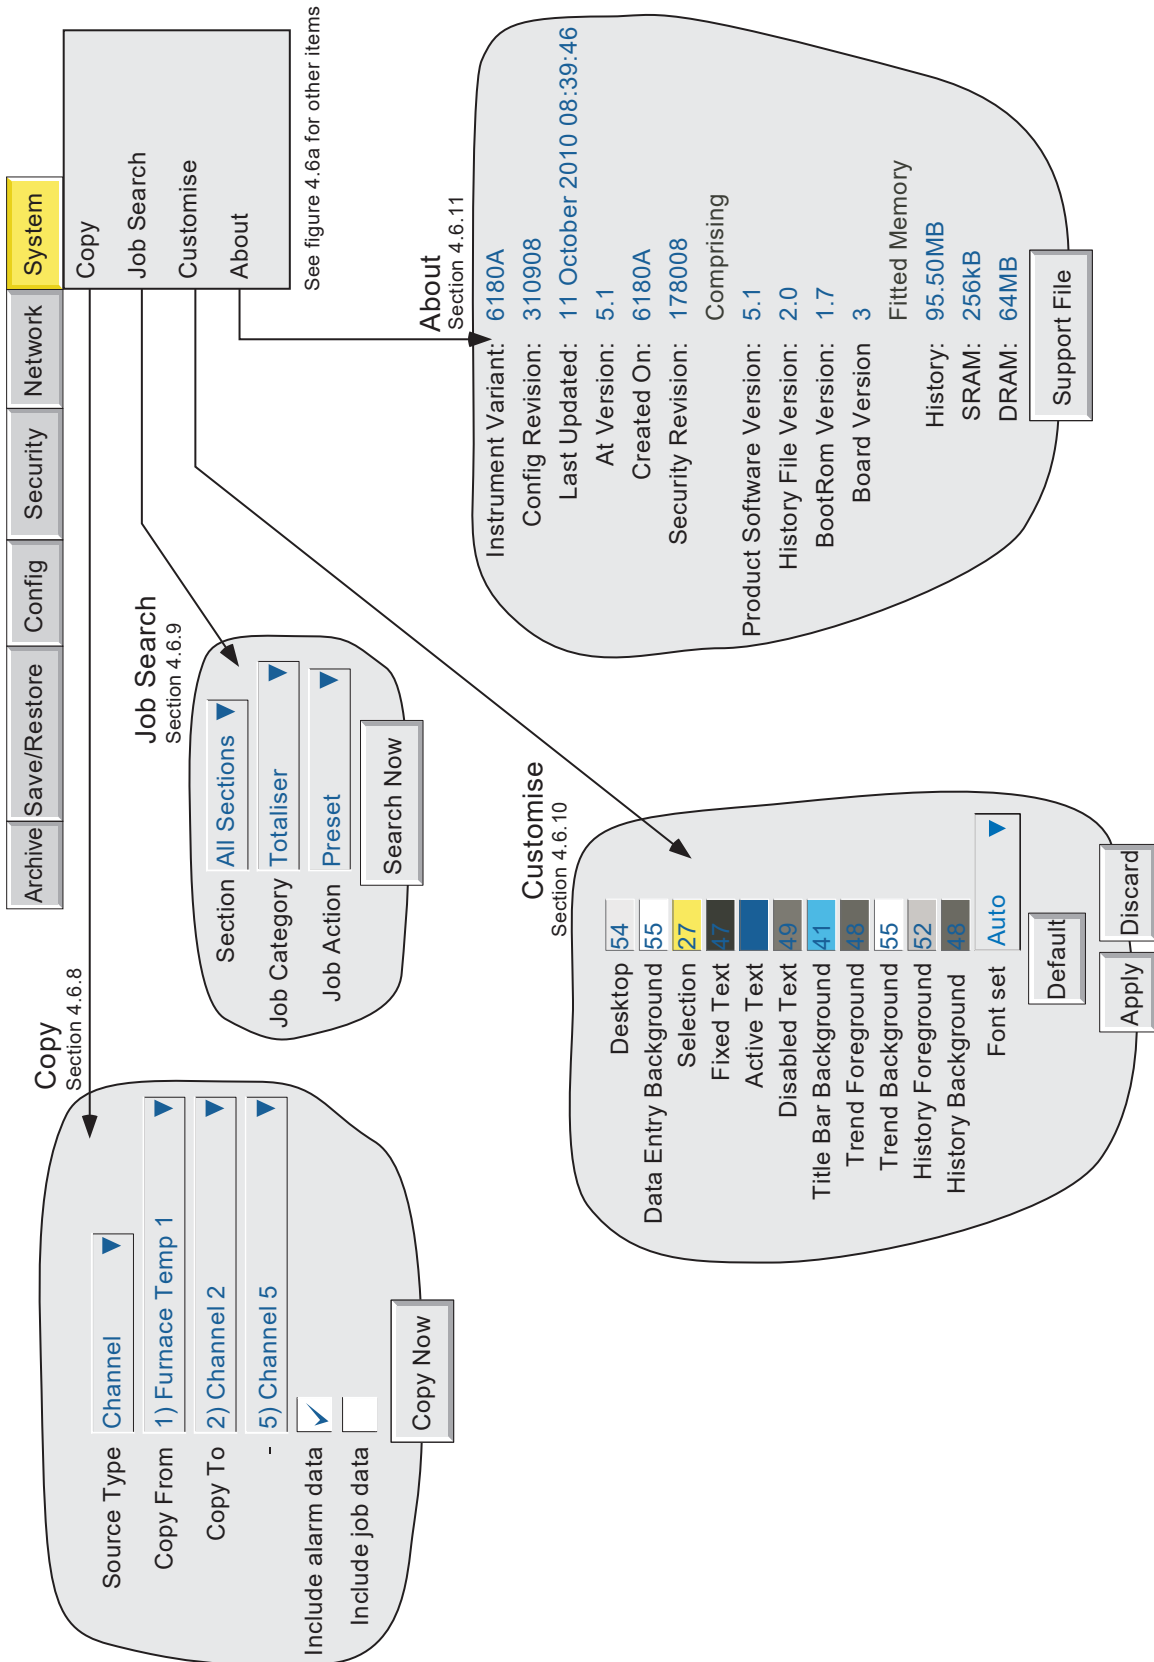 Archive Save/Restore Config Security Network System
Copy
Job Search
Customise
About
See figure 4.6a for other items
Copy
Section 4.6.8
Source Type Channel
Copy From 1) Furnace Temp 1
Copy To 2) Channel 2
- 5) Channel 5
Include alarm data
Include job data
Copy Now
Job Search
Section 4.6.9
Section All Sections
Job Category Totaliser
Job Action Preset
Search Now
About
Section 4.6.11
Instrument Variant: 6180A
Config Revision: 310908
Last Updated: 11 October 2010 08:39:46
At Version: 5.1
Created On: 6180A
Security Revision: 178008
Comprising
Product Software Version: 5.1
History File Version: 2.0
BootRom Version: 1.7
Board Version 3
Fitted Memory
History: 95.50MB
SRAM: 256kB
DRAM: 64MB
Support File
Customise
Section 4.6.10
Desktop 54
Data Entry Background 55
Selection 27
Fixed Text 47
Active Text
Disabled Text 49
Title Bar Background 41
Trend Foreground 48
Trend Background 55
History Foreground 52
History Background 48
Font set Auto
Default
Apply Discard